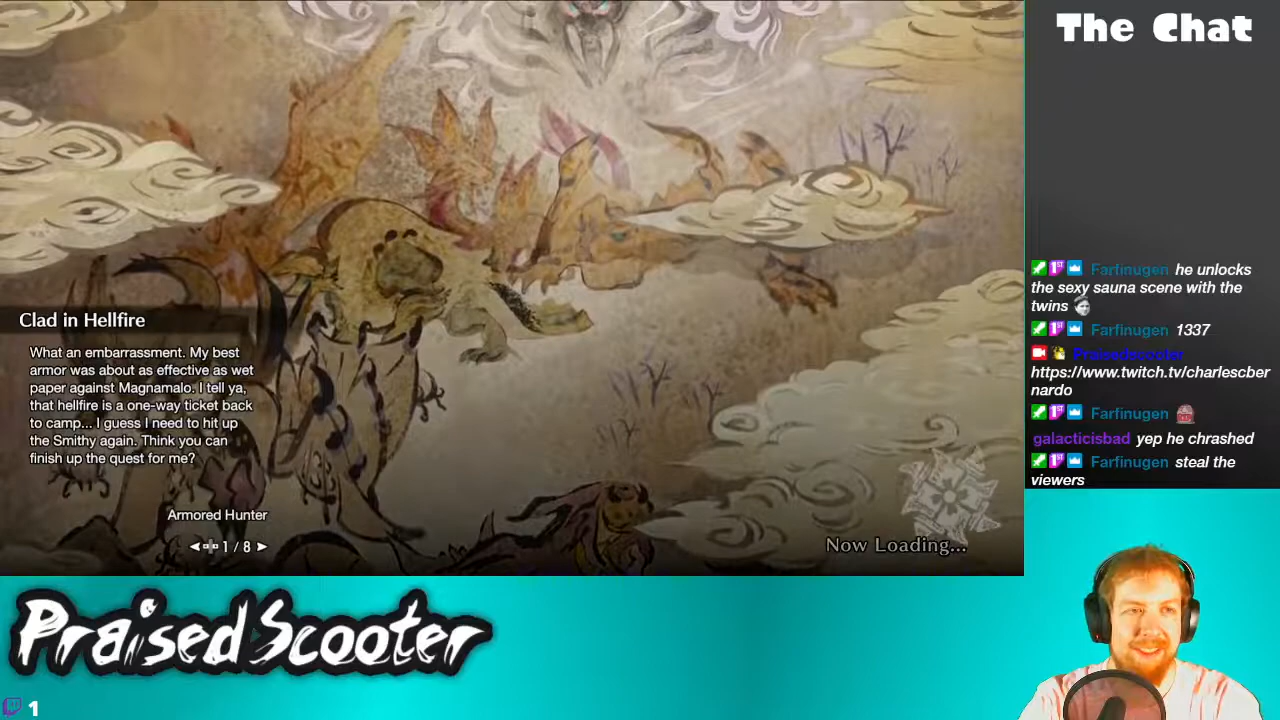 The Chat
Farfinugen he unlocks
the sexy sauna scene with the
twins
Farfinugen 1337
Praisedscooter
https://www.twitch.tv/charlescber
nardo
Farfinugen
galacticisbad yep he chrashed
Farfinugen steal the
viewers
Clad in Hellfire
What an embarrassment. My best
armor was about as effective as wet
paper against Magnamalo. I tell ya,
that hellfire is a one-way ticket back
to camp... I guess I need to hit up
the Smithy again. Think you can
finish up the quest for me?
Armored Hunter
1 / 8
Now Loading...
PraisedScooter
1